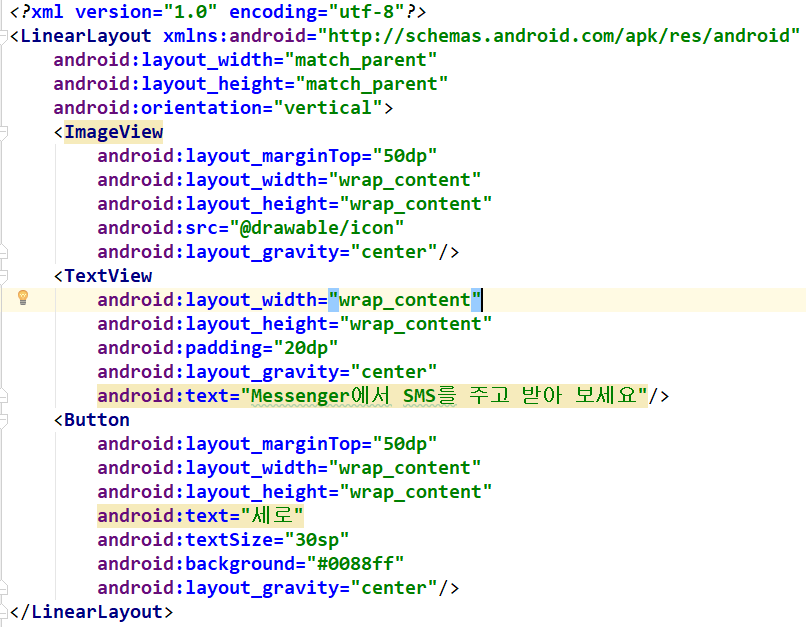 <?xml version="1.0" encoding="utf-8"?>
<LinearLayout xmlns:android="http://schemas.android.com/apk/res/android"
    android:layout_width="match_parent"
    android:layout_height="match_parent"
    android:orientation="vertical">
    <ImageView
        android:layout_marginTop="50dp"
        android:layout_width="wrap_content"
        android:layout_height="wrap_content"
        android:src="@drawable/icon"
        android:layout_gravity="center"/>
    <TextView
        android:layout_width="wrap_content"
        android:layout_height="wrap_content"
        android:padding="20dp"
        android:layout_gravity="center"
        android:text="Messenger에서 SMS를 주고 받아 보세요"/>
    <Button
        android:layout_marginTop="50dp"
        android:layout_width="wrap_content"
        android:layout_height="wrap_content"
        android:text="세로"
        android:textSize="30sp"
        android:background="#0088ff"
        android:layout_gravity="center"/>
</LinearLayout>